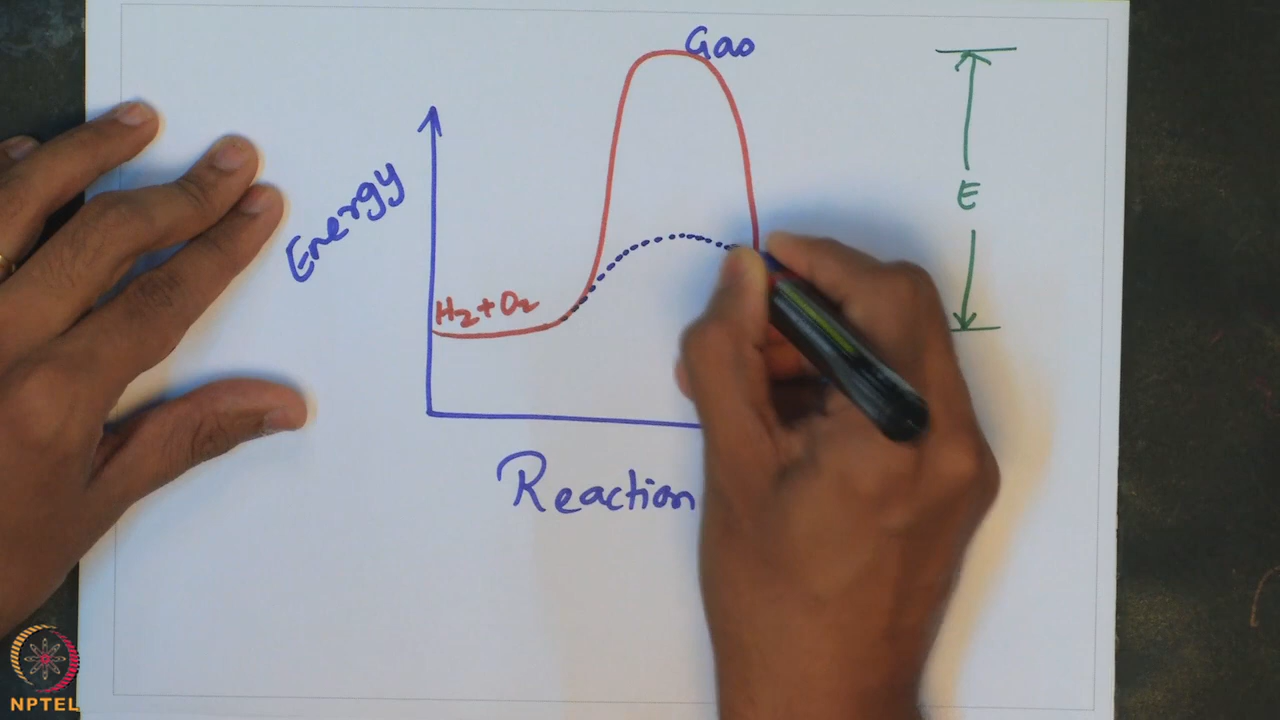 Gas
Energy
E
H₂+O₂
Reaction
NPTEL